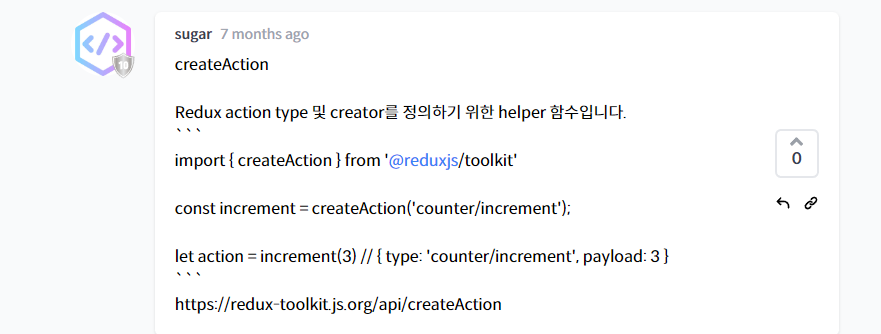 sugar 7 months ago
createAction
Redux action type 및 creator를 정의하기 위한 helper 함수입니다.
```
import { createAction } from '@reduxjs/toolkit'
const increment = createAction('counter/increment');
let action = increment(3) // { type: 'counter/increment', payload: 3 }
```
https://redux-toolkit.js.org/api/createAction
0